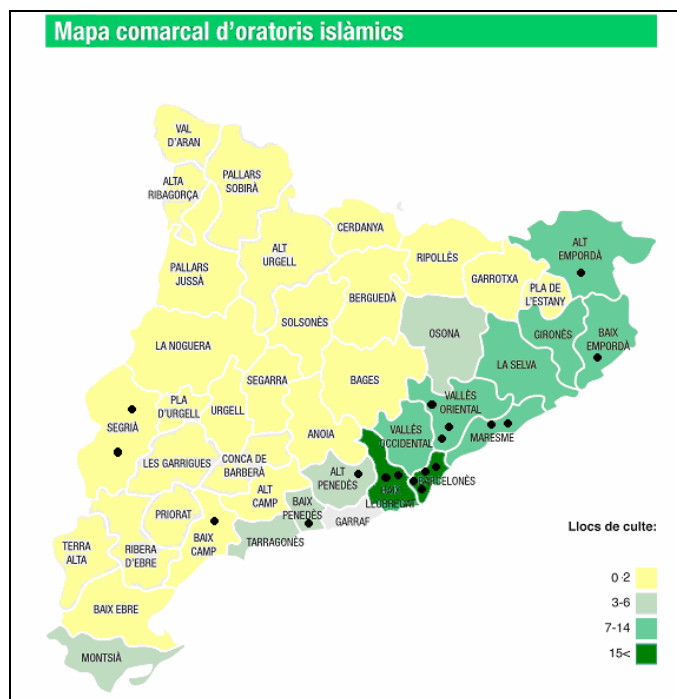 Mapa comarcal d'oratoris islàmics
VAL
D'ARAN
ALTA
RIBAGORÇA
PALLARS
SOBIRÀ
CERDANYA
ALT
URGELL
RIPOLLÈS
ALT
EMPORDÀ
PALLARS
JUSSÀ
GARROTXA
PLA DE
L'ESTANY
BERGUEDÀ
SOLSONÈS
OSONA
GIRONÈS
BAIX
EMPORDÀ
LA NOGUERA
LA SELVA
SEGARRA
BAGES
PLA
D'URGELL
URGELL
VALLÈS
ORIENTAL
SEGRIÀ
ANOIA
VALLÈS
OCCIDENTAL
MARESME
LES GARRIGUES
CONCA DE
BARBERÀ
ALT
PENEDÈS
BARCELONÈS
BAIX
LLOBREGAT
ALT
CAMP
BAIX
PENEDÈS
PRIORAT
GARRAF
BAIX
CAMP
TARRAGONÈS
TERRA
ALTA
RIBERA
D'EBRE
BAIX EBRE
MONTSIÀ
Llocs de culte:
0-2
3-6
7-14
15<